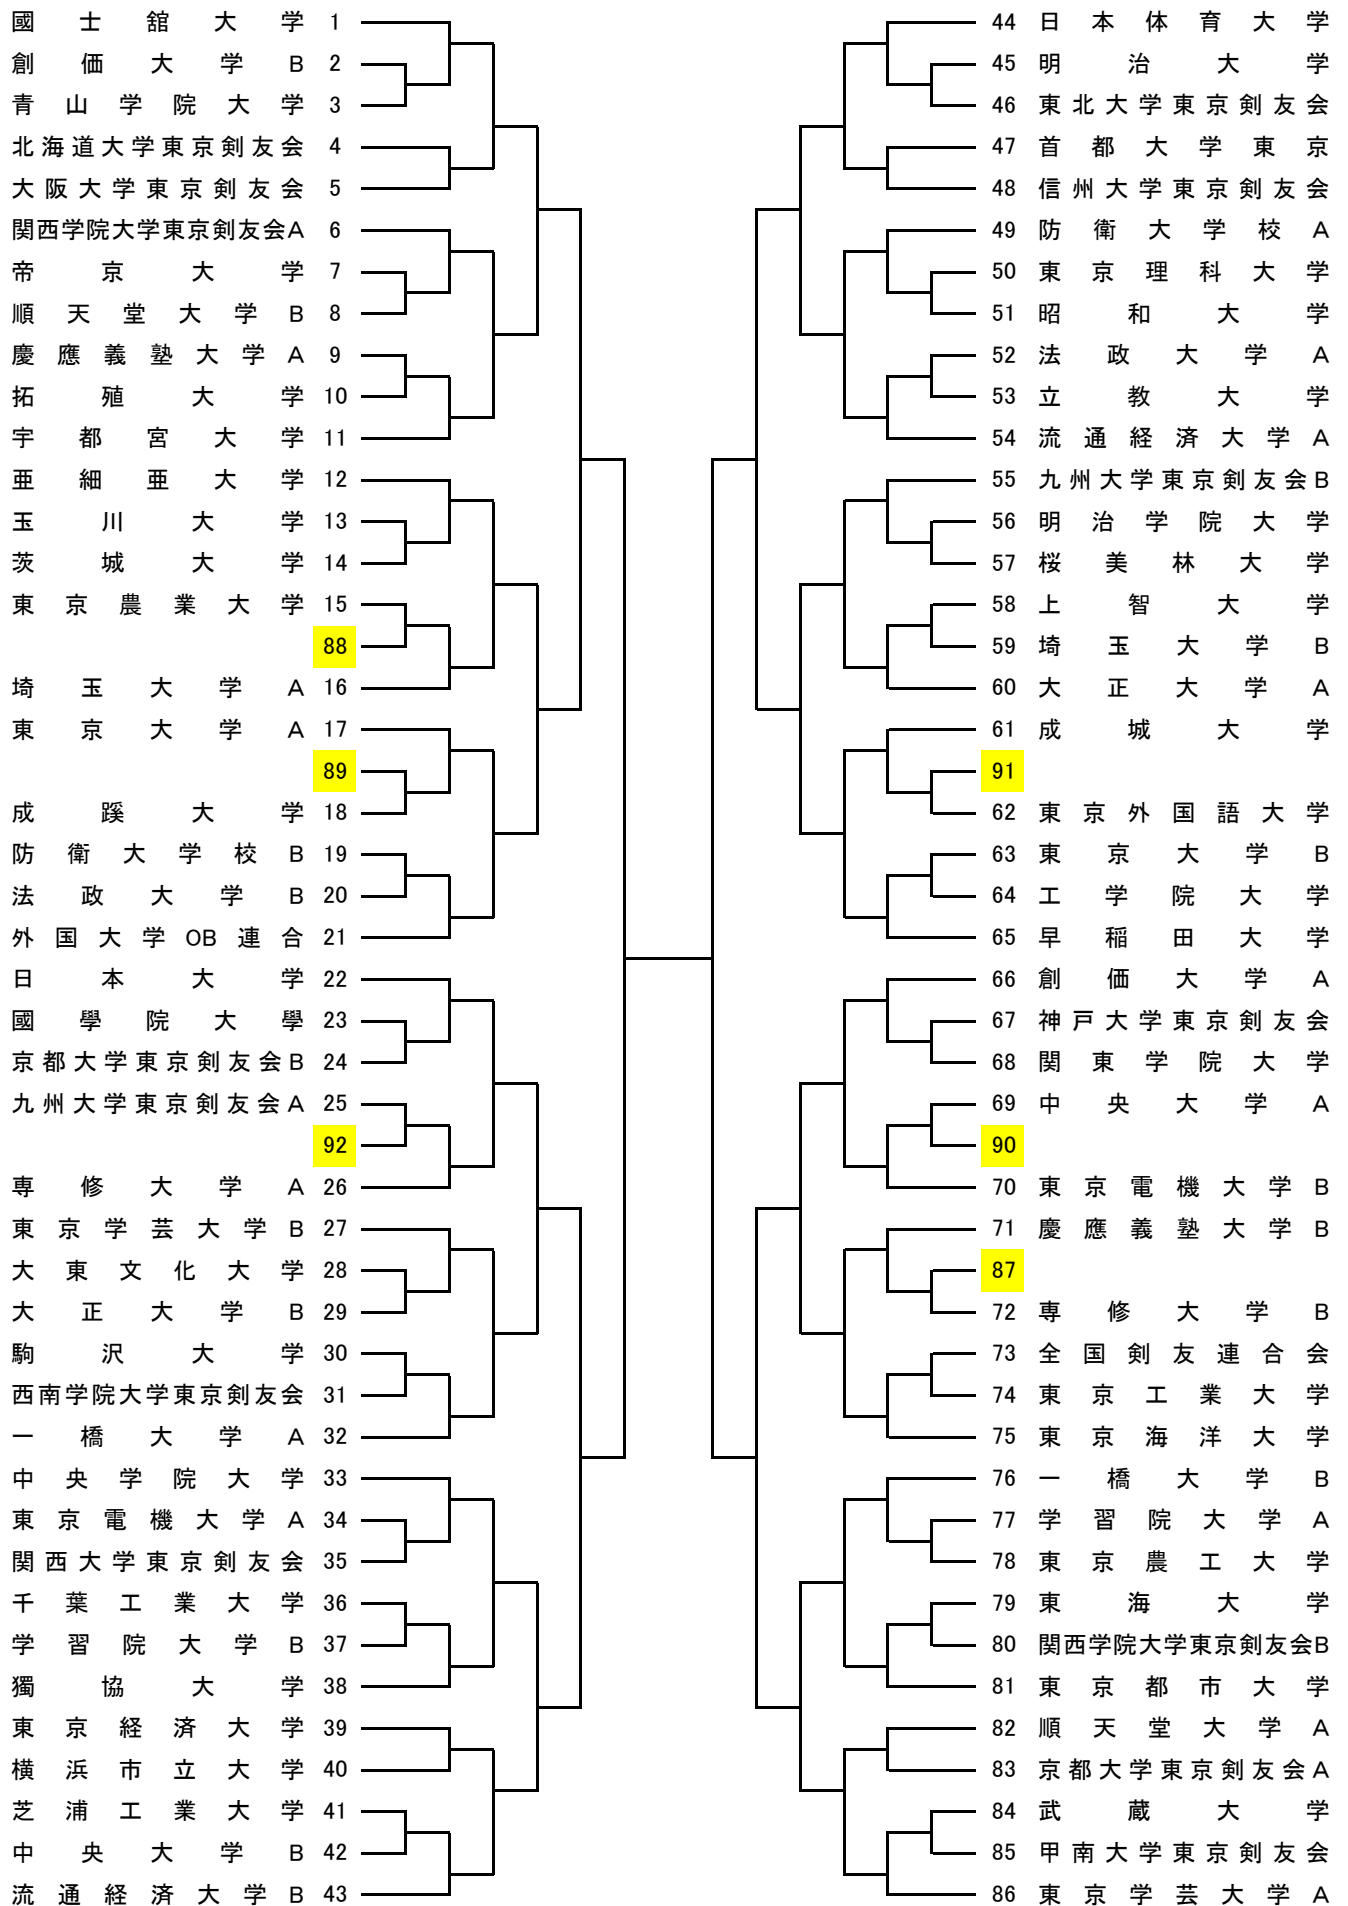 國士舘大学 1
創価大学B 2
青山学院大学 3
北海道大学東京剣友会 4
大阪大学東京剣友会 5
関西学院大学東京剣友会A 6
帝京大学 7
順天堂大学B 8
慶應義塾大学A 9
拓殖大学 10
宇都宮大学 11
亜細亜大学 12
玉川大学 13
茨城大学 14
東京農業大学 15
88
埼玉大学A 16
東京大学A 17
89
成蹊大学 18
防衛大学校B 19
法政大学B 20
外国大学OB連合 21
日本大学 22
國學院大學 23
京都大学東京剣友会B 24
九州大学東京剣友会A 25
92
専修大学A 26
東京学芸大学B 27
大東文化大学 28
大正大学B 29
駒沢大学 30
西南学院大学東京剣友会 31
一橋大学A 32
中央学院大学 33
東京電機大学A 34
関西大学東京剣友会 35
千葉工業大学 36
学習院大学B 37
獨協大学 38
東京経済大学 39
横浜市立大学 40
芝浦工業大学 41
中央大学B 42
流通経済大学B 43
44 日本体育大学
45 明治大学
46 東北大学東京剣友会
47 首都大学東京
48 信州大学東京剣友会
49 防衛大学校A
50 東京理科大学
51 昭和大学
52 法政大学A
53 立教大学
54 流通経済大学A
55 九州大学東京剣友会B
56 明治学院大学
57 桜美林大学
58 上智大学
59 埼玉大学B
60 大正大学A
61 成城大学
91
62 東京外国語大学
63 東京大学B
64 工学院大学
65 早稲田大学
66 創価大学A
67 神戸大学東京剣友会
68 関東学院大学
69 中央大学A
90
70 東京電機大学B
71 慶應義塾大学B
87
72 専修大学B
73 全国剣友連合会
74 東京工業大学
75 東京海洋大学
76 一橋大学B
77 学習院大学A
78 東京農工大学
79 東海大学
80 関西学院大学東京剣友会B
81 東京都市大学
82 順天堂大学A
83 京都大学東京剣友会A
84 武蔵大学
85 甲南大学東京剣友会
86 東京学芸大学A